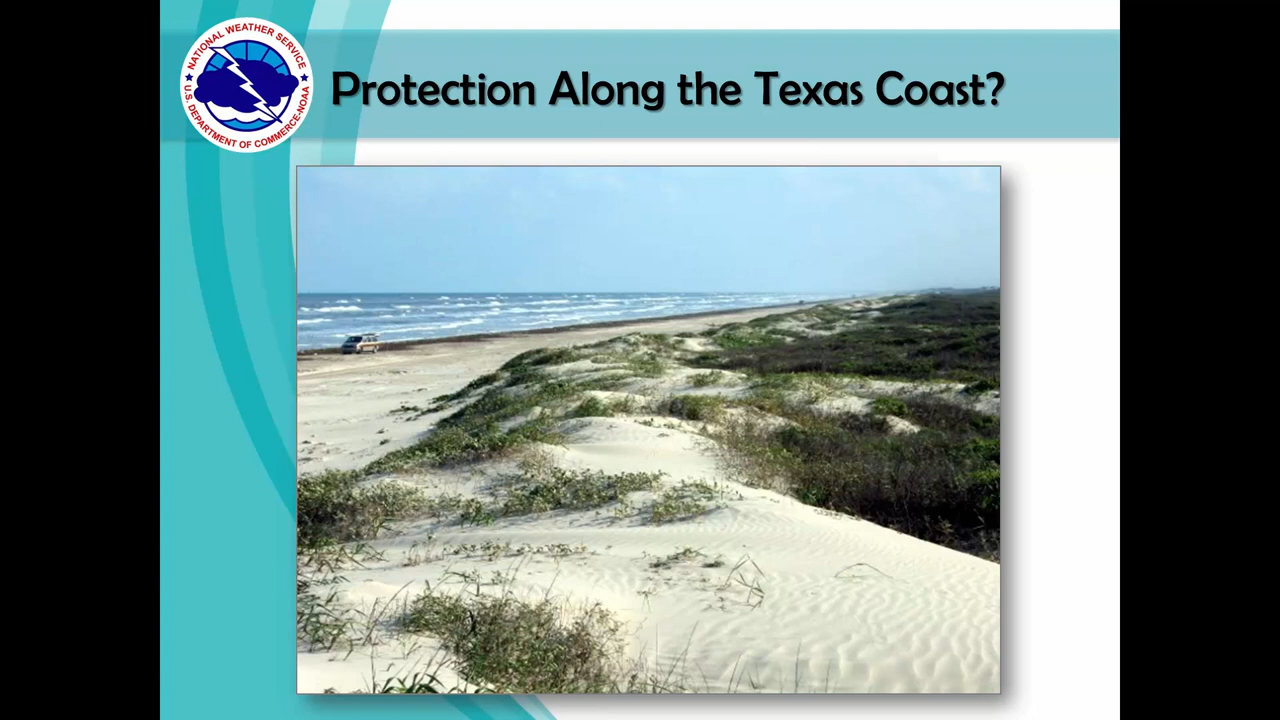 NATIONAL WEATHER SERVICE
U.S. DEPARTMENT OF COMMERCE-NOAA
Protection Along the Texas Coast?